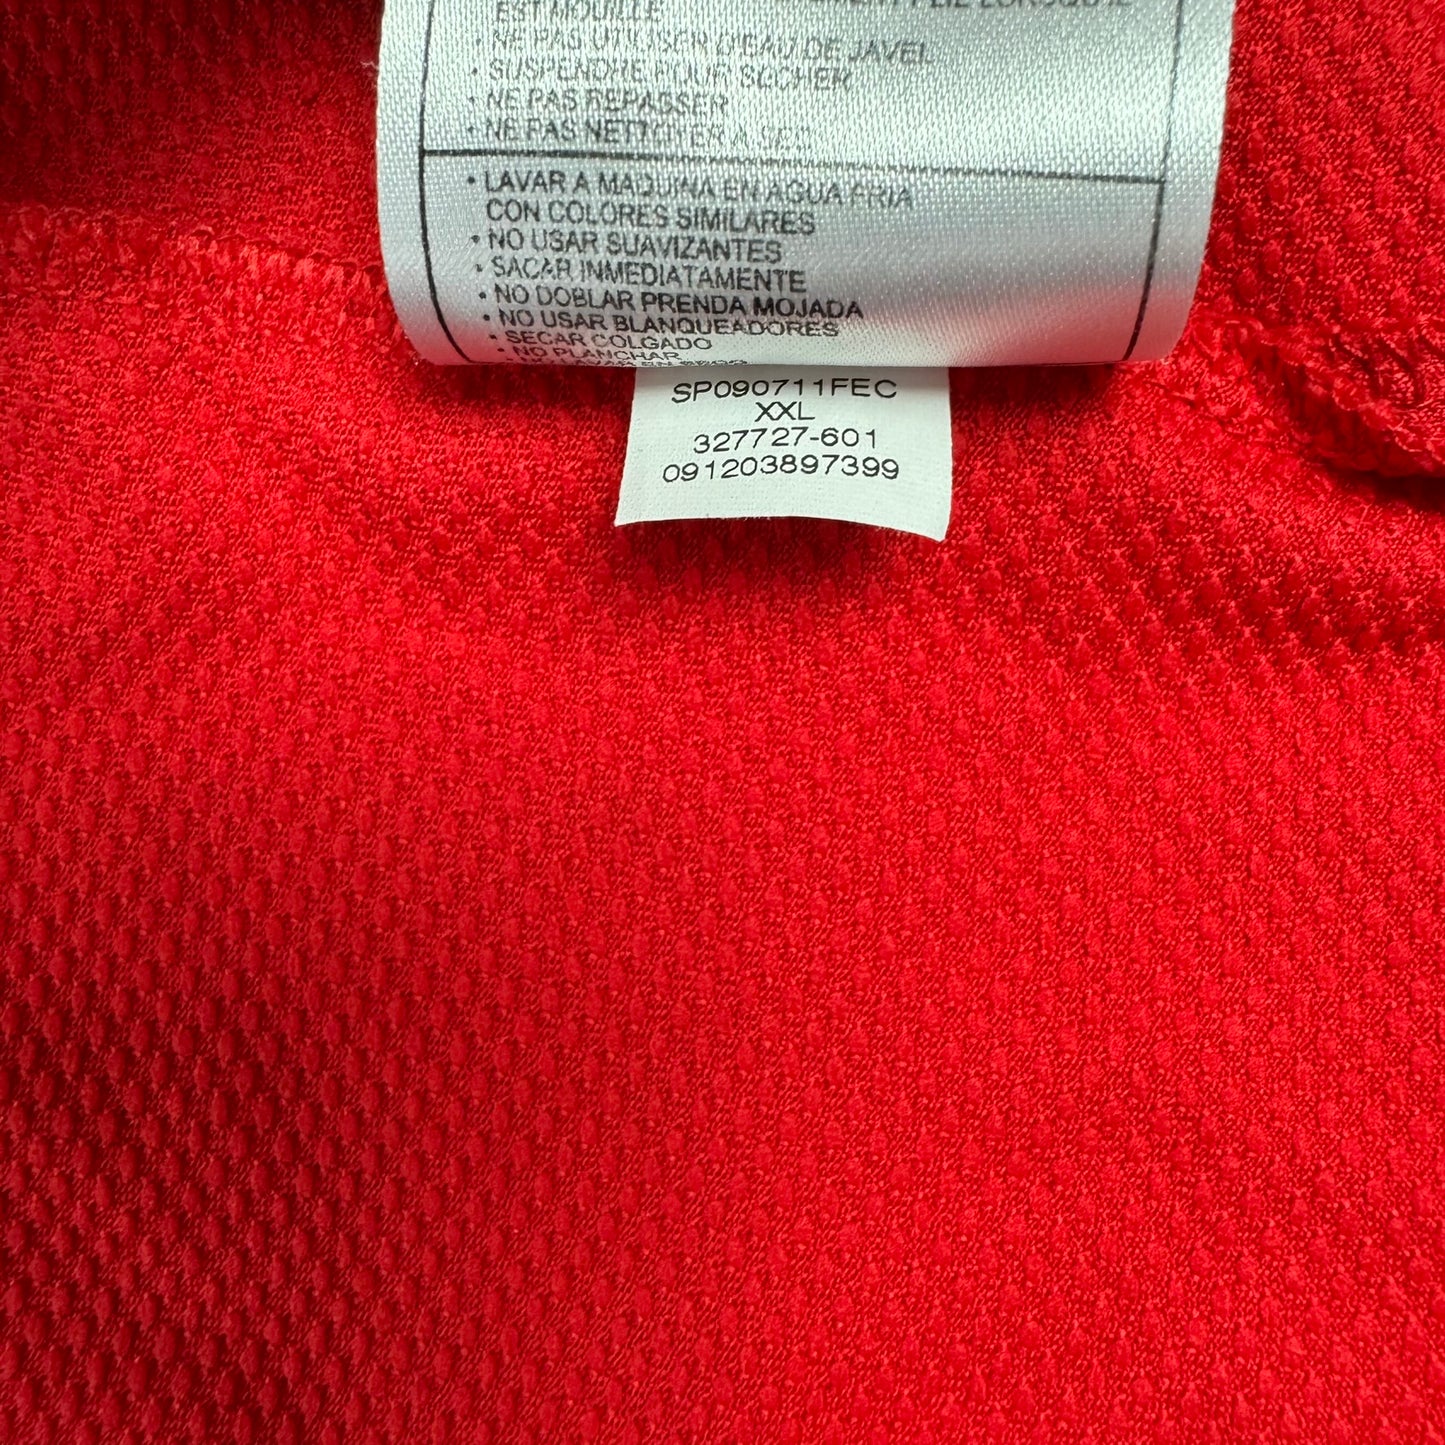 EST MOUILLÉ
• NE PAS UTILISER D'EAU DE JAVEL
• SUSPENDRE POUR SÉCHER
• NE PAS REPASSER
• NE PAS NETTOYER À SEC
• LAVAR A MAQUINA EN AGUA FRIA
CON COLORES SIMILARES
• NO USAR SUAVIZANTES
• SACAR INMEDIATAMENTE
• NO DOBLAR PRENDA MOJADA
• NO USAR BLANQUEADORES
• SECAR COLGADO
• NO PLANCHAR
SP090711FEC
XXL
327727-601
091203897399